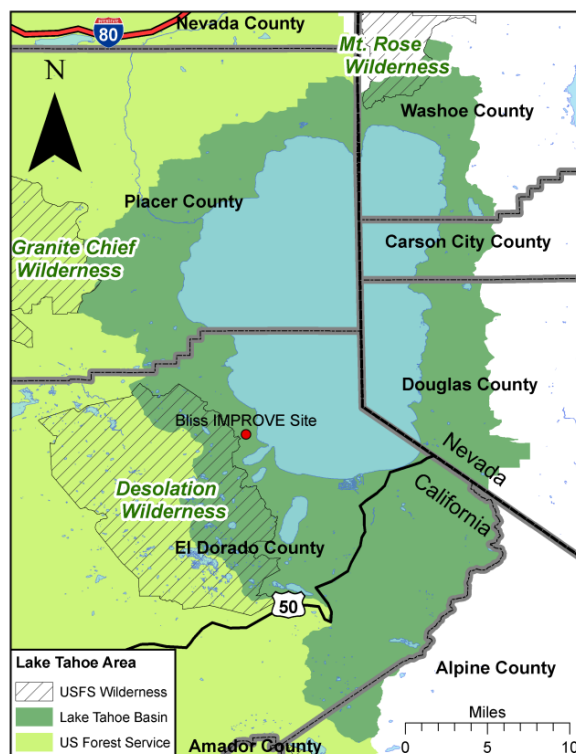 Nevada County
80
Mt. Rose
Wilderness
N
Washoe County
Placer County
Carson City County
Granite Chief
Wilderness
Douglas County
Bliss IMPROVE Site
Nevada
California
Desolation
Wilderness
El Dorado County
50
Alpine County
Lake Tahoe Area
USFS Wilderness
Lake Tahoe Basin
US Forest Service
Amador County
Miles
0 5 10